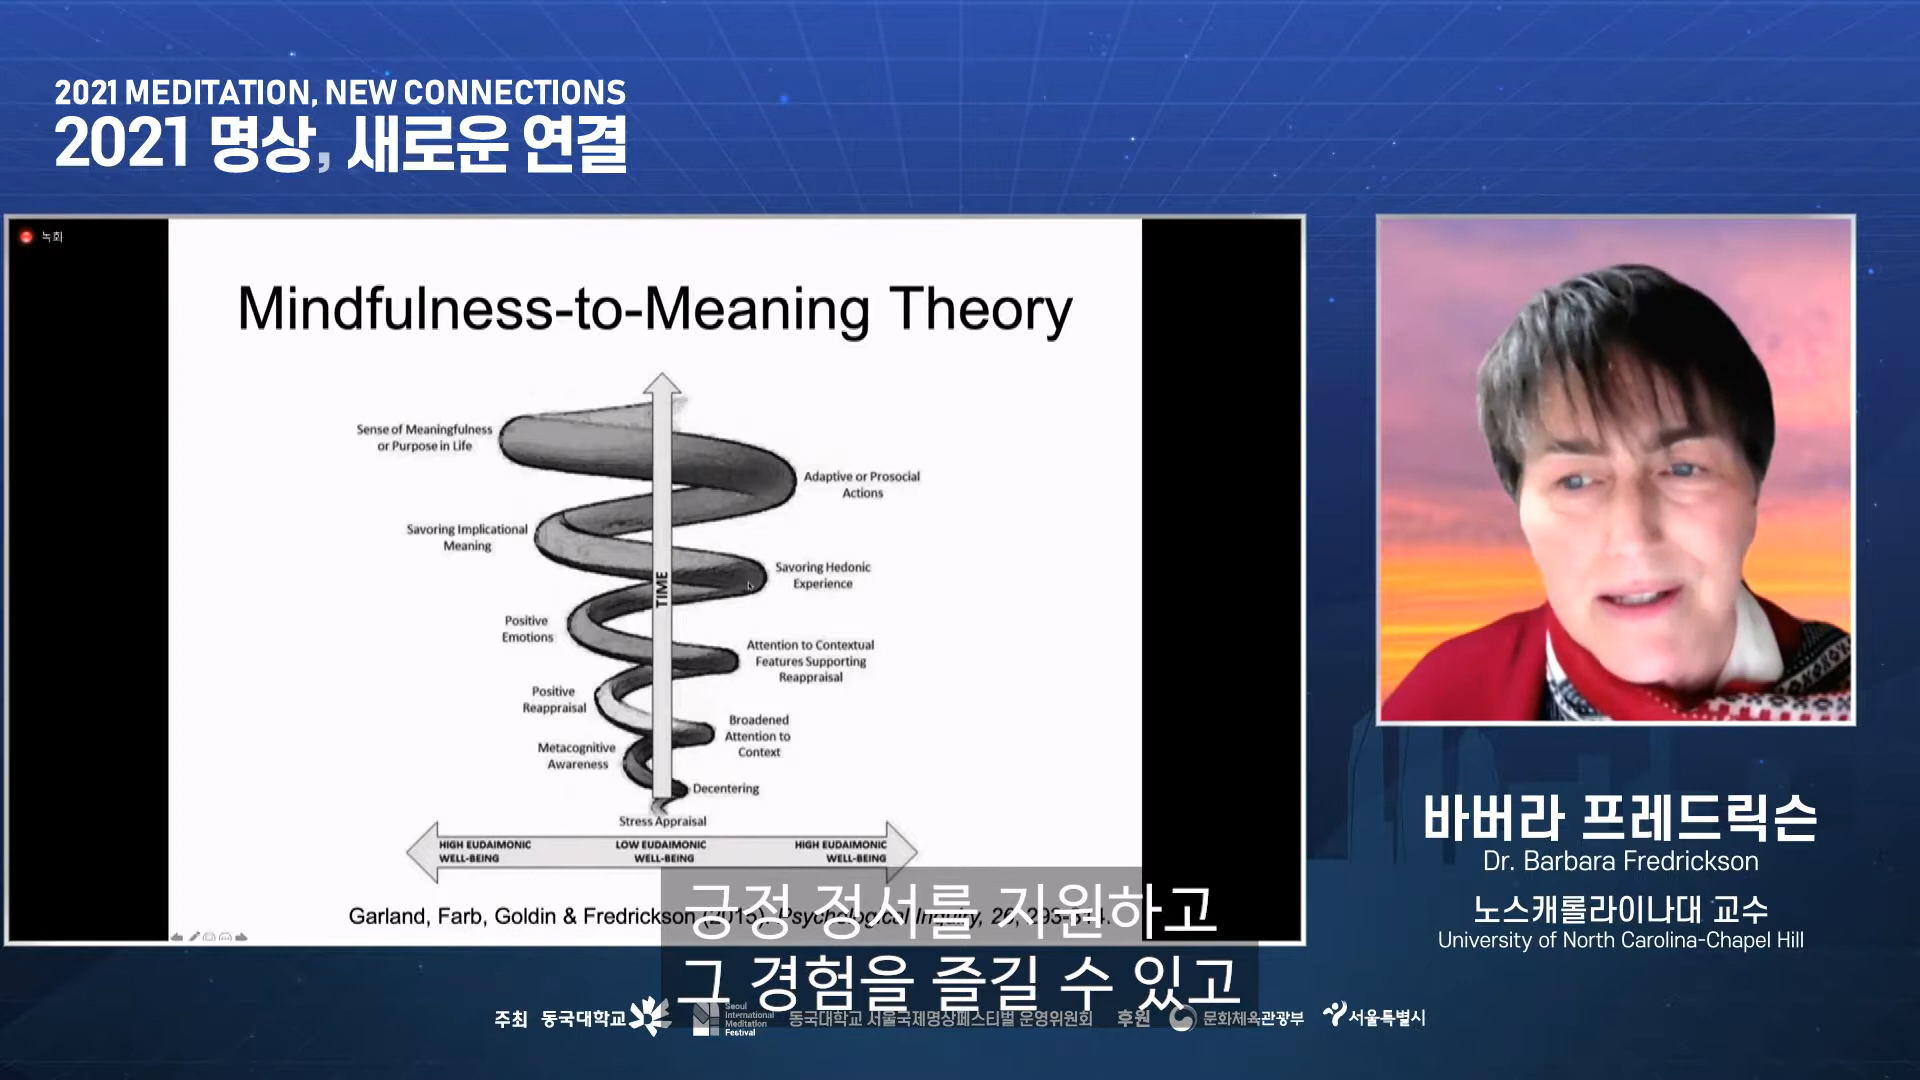 2021 MEDITATION, NEW CONNECTIONS
2021 명상, 새로운 연결
녹화
Mindfulness-to-Meaning Theory
Sense of Meaningfulness
or Purpose in Life
Adaptive or Prosocial
Actions
Savoring Implicational
Meaning
Savoring Hedonic
Experience
TIME
Positive
Emotions
Attention to Contextual
Features Supporting
Reappraisal
Positive
Reappraisal
Broadened
Attention to
Context
Metacognitive
Awareness
Decentering
Stress Appraisal
HIGH EUDAIMONIC
WELL-BEING
LOW EUDAIMONIC
WELL-BEING
HIGH EUDAIMONIC
WELL-BEING
Garland, Farb, Goldin & Fredrickson (2015). Psychological Inquiry, 26,
긍정 정서를 지원하고
그 경험을 즐길 수 있고
바버라 프레드릭슨
Dr. Barbara Fredrickson
노스캐롤라이나대 교수
University of North Carolina-Chapel Hill
주최 동국대학교
Seoul
International
Meditation
Festival
동국대학교 서울국제명상페스티벌 운영위원회 후원 문화체육관광부 서울특별시